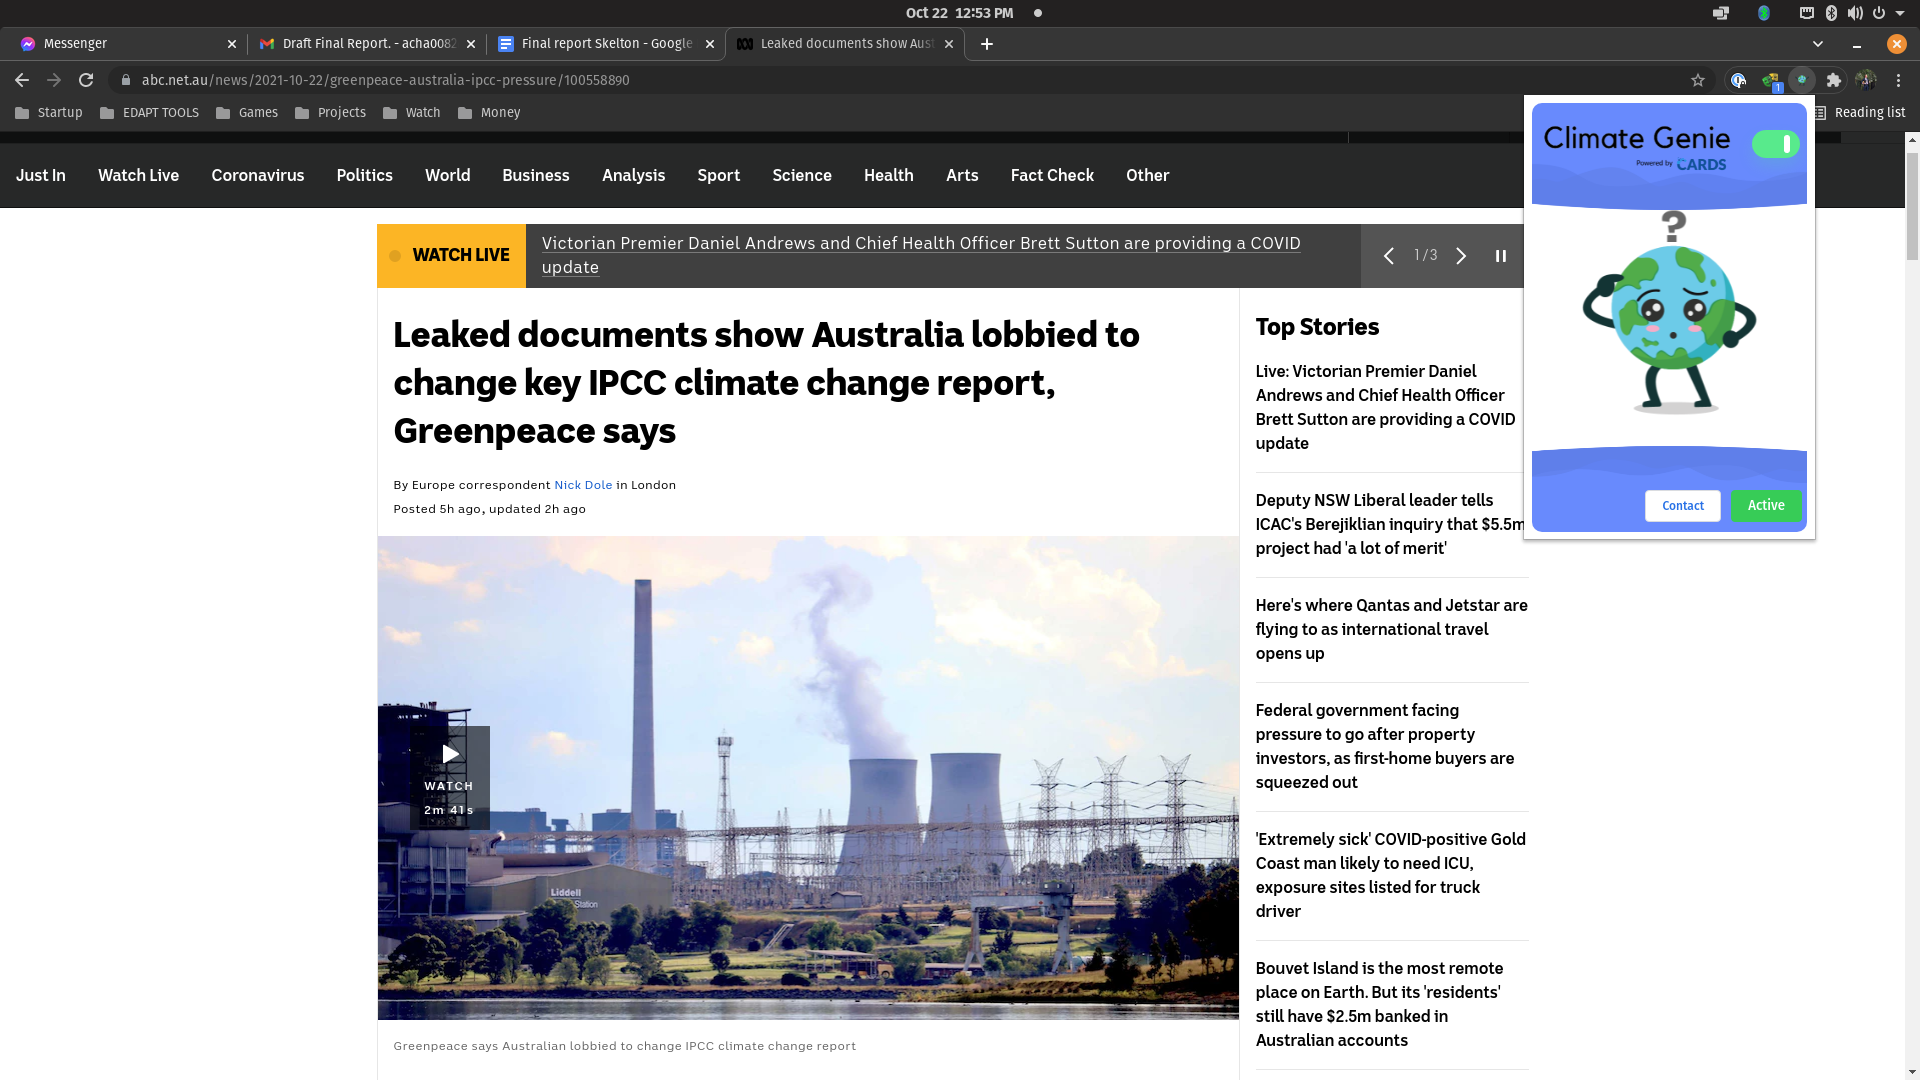 Oct 22 12:53 PM
Messenger
Draft Final Report. - acha0082
Final report Skelton - Google
Leaked documents show Aust
abc.net.au/news/2021-10-22/greenpeace-australia-ipcc-pressure/100558890
1
Startup
EDAPT TOOLS
Games
Projects
Watch
Money
Reading list
Just In
Watch Live
Coronavirus
Politics
World
Business
Analysis
Sport
Science
Health
Arts
Fact Check
Other
WATCH LIVE
Victorian Premier Daniel Andrews and Chief Health Officer Brett Sutton are providing a COVID
update
1/3
Leaked documents show Australia lobbied to
change key IPCC climate change report,
Greenpeace says
By Europe correspondent Nick Dole in London
Posted 5h ago, updated 2h ago
WATCH
2m 41s
Liddell
Station
Greenpeace says Australian lobbied to change IPCC climate change report
Top Stories
Live: Victorian Premier Daniel
Andrews and Chief Health Officer
Brett Sutton are providing a COVID
update
Deputy NSW Liberal leader tells
ICAC's Berejiklian inquiry that $5.5m
project had 'a lot of merit'
Here's where Qantas and Jetstar are
flying to as international travel
opens up
Federal government facing
pressure to go after property
investors, as first-home buyers are
squeezed out
'Extremely sick' COVID-positive Gold
Coast man likely to need ICU,
exposure sites listed for truck
driver
Bouvet Island is the most remote
place on Earth. But its 'residents'
still have $2.5m banked in
Australian accounts
Climate Genie
Powered by CARDS
?
Contact
Active